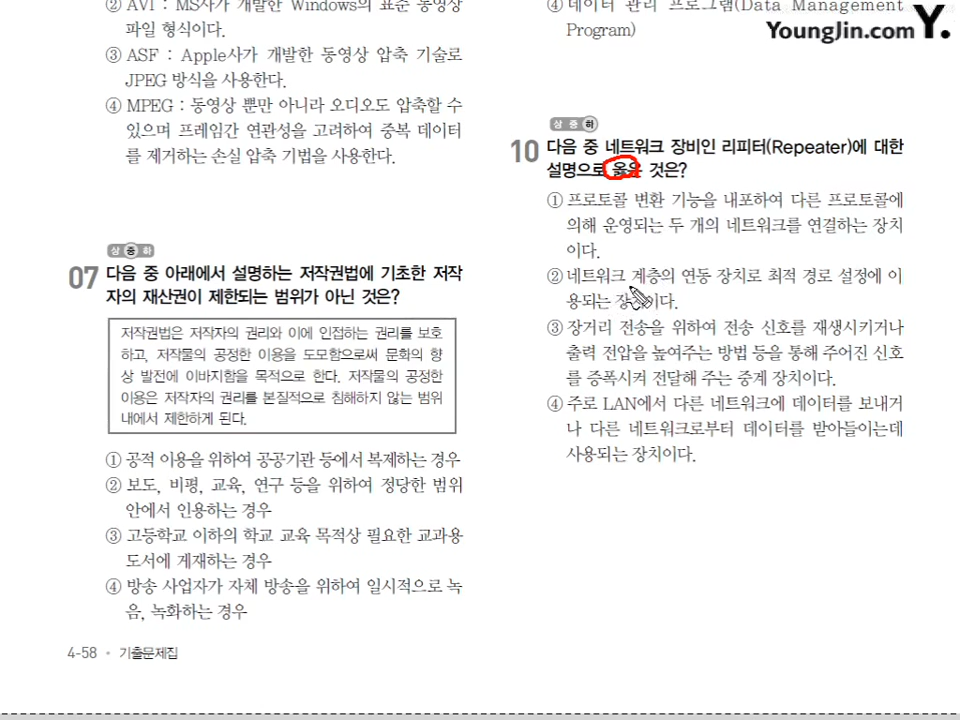 ② AVI : MS사가 개발한 Windows의 표준 동영상
파일 형식이다.
③ ASF : Apple사가 개발한 동영상 압축 기술로
JPEG 방식을 사용한다.
④ MPEG : 동영상 뿐만 아니라 오디오도 압축할 수
있으며 프레임간 연관성을 고려하여 중복 데이터
를 제거하는 손실 압축 기법을 사용한다.
상 중 하
07 다음 중 아래에서 설명하는 저작권법에 기초한 저작
자의 재산권이 제한되는 범위가 아닌 것은?
저작권법은 저작자의 권리와 이에 인접하는 권리를 보호
하고, 저작물의 공정한 이용을 도모함으로써 문화의 향
상 발전에 이바지함을 목적으로 한다. 저작물의 공정한
이용은 저작자의 권리를 본질적으로 침해하지 않는 범위
내에서 제한하게 된다.
① 공적 이용을 위하여 공공기관 등에서 복제하는 경우
② 보도, 비평, 교육, 연구 등을 위하여 정당한 범위
안에서 인용하는 경우
③ 고등학교 이하의 학교 교육 목적상 필요한 교과용
도서에 게재하는 경우
④ 방송 사업자가 자체 방송을 위하여 일시적으로 녹
음, 녹화하는 경우
4-58 • 기출문제집
④ 데이터 관리 프로그램(Data Management
Program)
YoungJin.com Y.
상 중 하
10 다음 중 네트워크 장비인 리피터(Repeater)에 대한
설명으로 옳은 것은?
① 프로토콜 변환 기능을 내포하여 다른 프로토콜에
의해 운영되는 두 개의 네트워크를 연결하는 장치
이다.
② 네트워크 계층의 연동 장치로 최적 경로 설정에 이
용되는 장치이다.
③ 장거리 전송을 위하여 전송 신호를 재생시키거나
출력 전압을 높여주는 방법 등을 통해 주어진 신호
를 증폭시켜 전달해 주는 중계 장치이다.
④ 주로 LAN에서 다른 네트워크에 데이터를 보내거
나 다른 네트워크로부터 데이터를 받아들이는데
사용되는 장치이다.